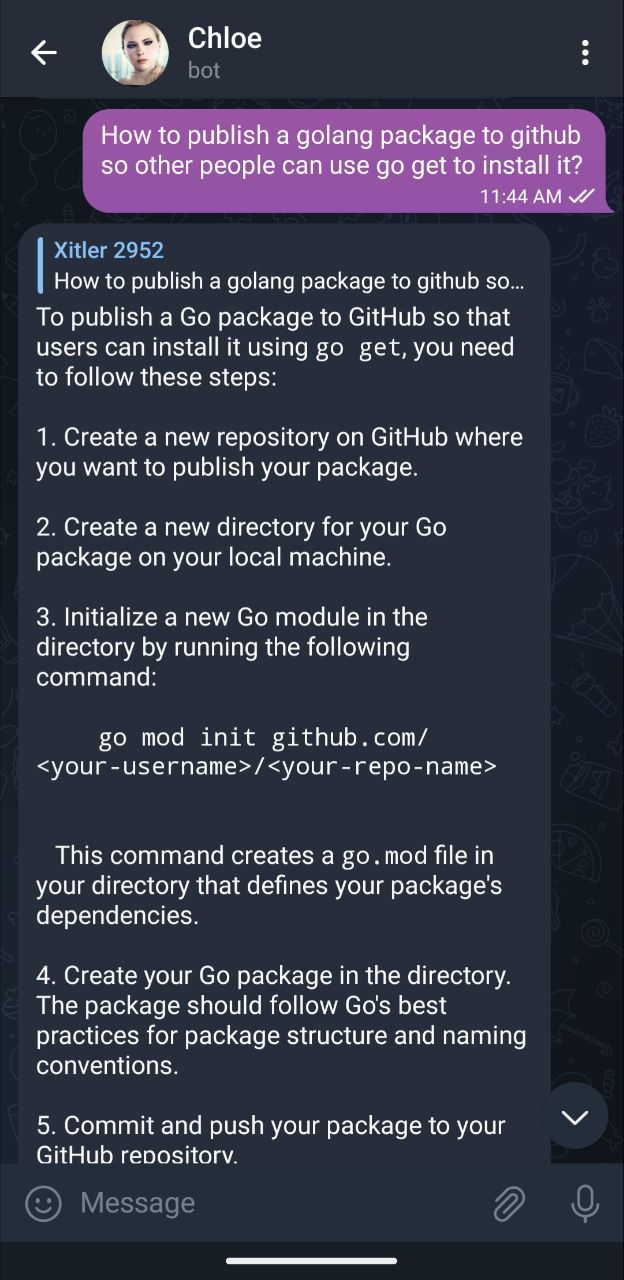 Chloe
bot
How to publish a golang package to github
so other people can use go get to install it?
11:44 AM
Xitler 2952
How to publish a golang package to github so...
To publish a Go package to GitHub so that
users can install it using go get, you need
to follow these steps:
1. Create a new repository on GitHub where
you want to publish your package.
2. Create a new directory for your Go
package on your local machine.
3. Initialize a new Go module in the
directory by running the following
command:
go mod init github.com/
<your-username>/<your-repo-name>
This command creates a go.mod file in
your directory that defines your package's
dependencies.
4. Create your Go package in the directory.
The package should follow Go's best
practices for package structure and naming
conventions.
5. Commit and push your package to your
GitHub repository.
Message